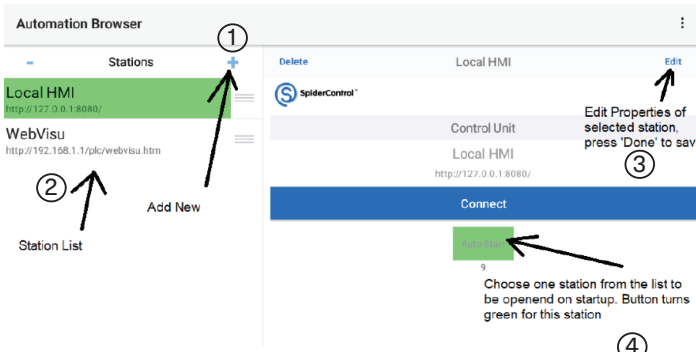 Automation Browser
①
- Stations +
Delete Local HMI Edit
Local HMI
http://127.0.0.1:8080/
SpiderControl™
WebVisu
http://192.168.1.1/plc/webvisu.htm
Control Unit
Local HMI
http://127.0.0.1:8080/
Edit Properties of
selected station,
press 'Done' to sav
③
②
Add New
Station List
Connect
Auto Start
9
Choose one station from the list to
be openend on startup. Button turns
green for this station
④